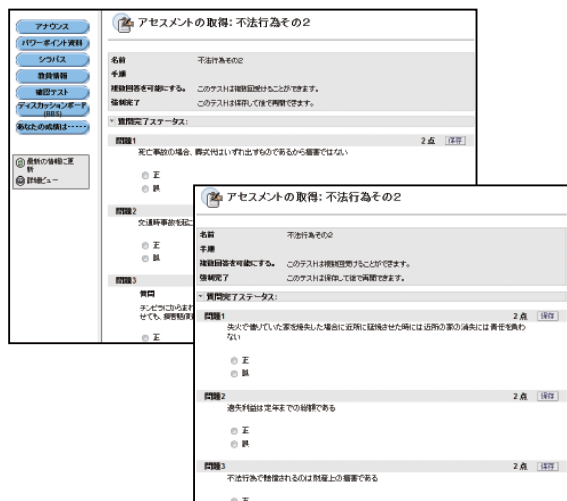 アナウンス
パワーポイント資料
シラバス
教員情報
確認テスト
ディスカッションボード
(BBS)
あなたの成績は・・・・・
最新の情報に更
新
詳細ビュー
アセスメントの取得: 不法行為その2
名前 不法行為その2
手順
複数回答を可能にする。 このテストは複数回受けることができます。
強制完了 このテストは保存して後で再開できます。
質問完了ステータス:
問題1 2 点 保存
死亡事故の場合、葬式代はいずれ出すものであるから損害ではない
正
誤
問題2
交通時事故を起こ
正
誤
問題3
質問
チンピラにからまれ
正
アセスメントの取得: 不法行為その2
名前 不法行為その2
手順
複数回答を可能にする。 このテストは複数回受けることができます。
強制完了 このテストは保存して後で再開できます。
質問完了ステータス:
問題1 2 点 保存
失火で働いていた家を焼失した場合に近所に延焼させた時には近所の家の消失には責任を負わ
ない
正
誤
問題2 2 点 保存
逸失利益は定年までの総額である
正
誤
問題3 2 点 保存
不法行為で賠償されるのは財産上の損害である
正